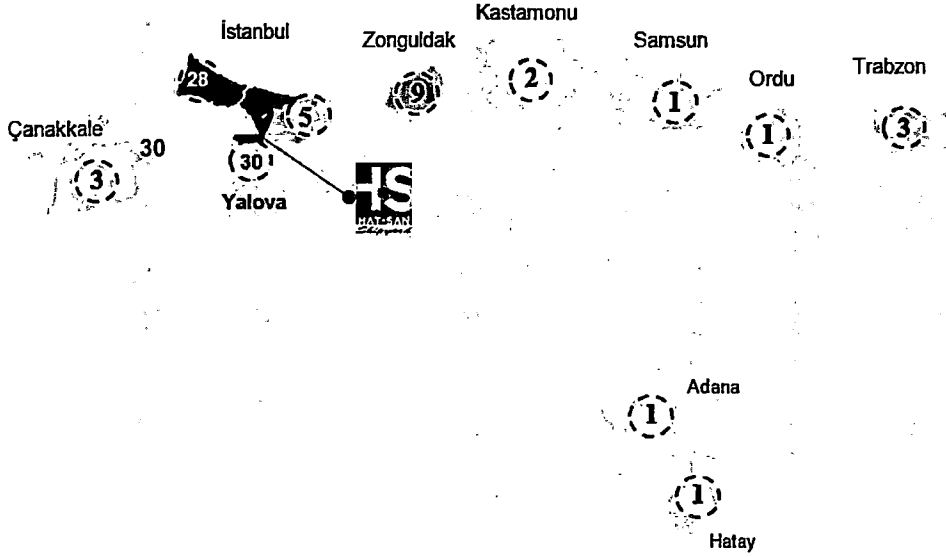 Kastamonu
İstanbul
Zonguldak
Samsun
Ordu
Trabzon
28
9
2
1
5
1
3
Çanakkale
30
3
30
Yalova
HS
HAT-SAN
Shipyard
Adana
1
1
Hatay